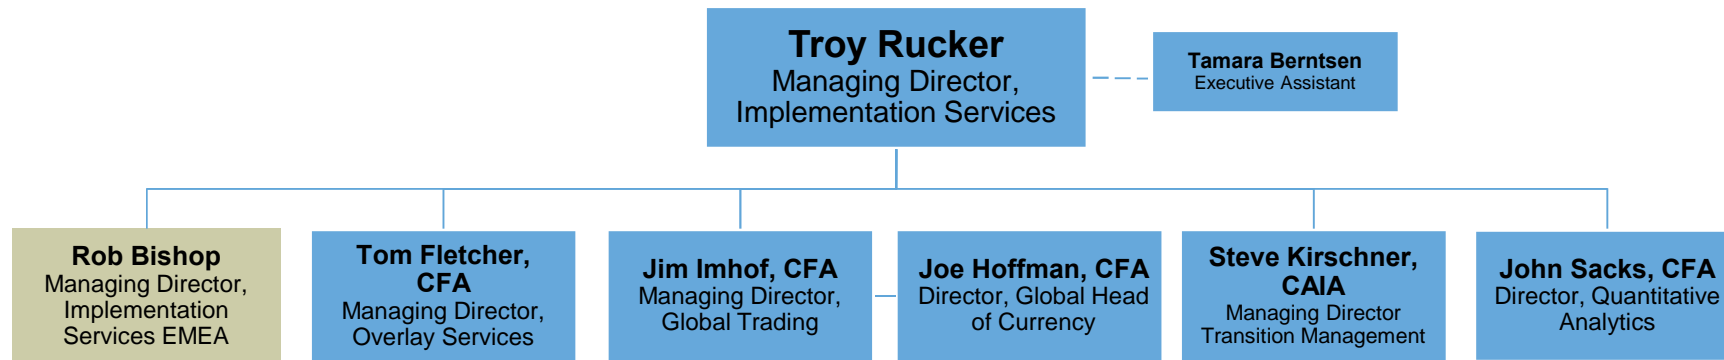 Troy Rucker
Managing Director,
Implementation Services
Tamara Berntsen
Executive Assistant
Rob Bishop
Managing Director,
Implementation
Services EMEA
Tom Fletcher,
CFA
Managing Director,
Overlay Services
Jim Imhof, CFA
Managing Director,
Global Trading
Joe Hoffman, CFA
Director, Global Head
of Currency
Steve Kirschner,
CAIA
Managing Director
Transition Management
John Sacks, CFA
Director, Quantitative
Analytics